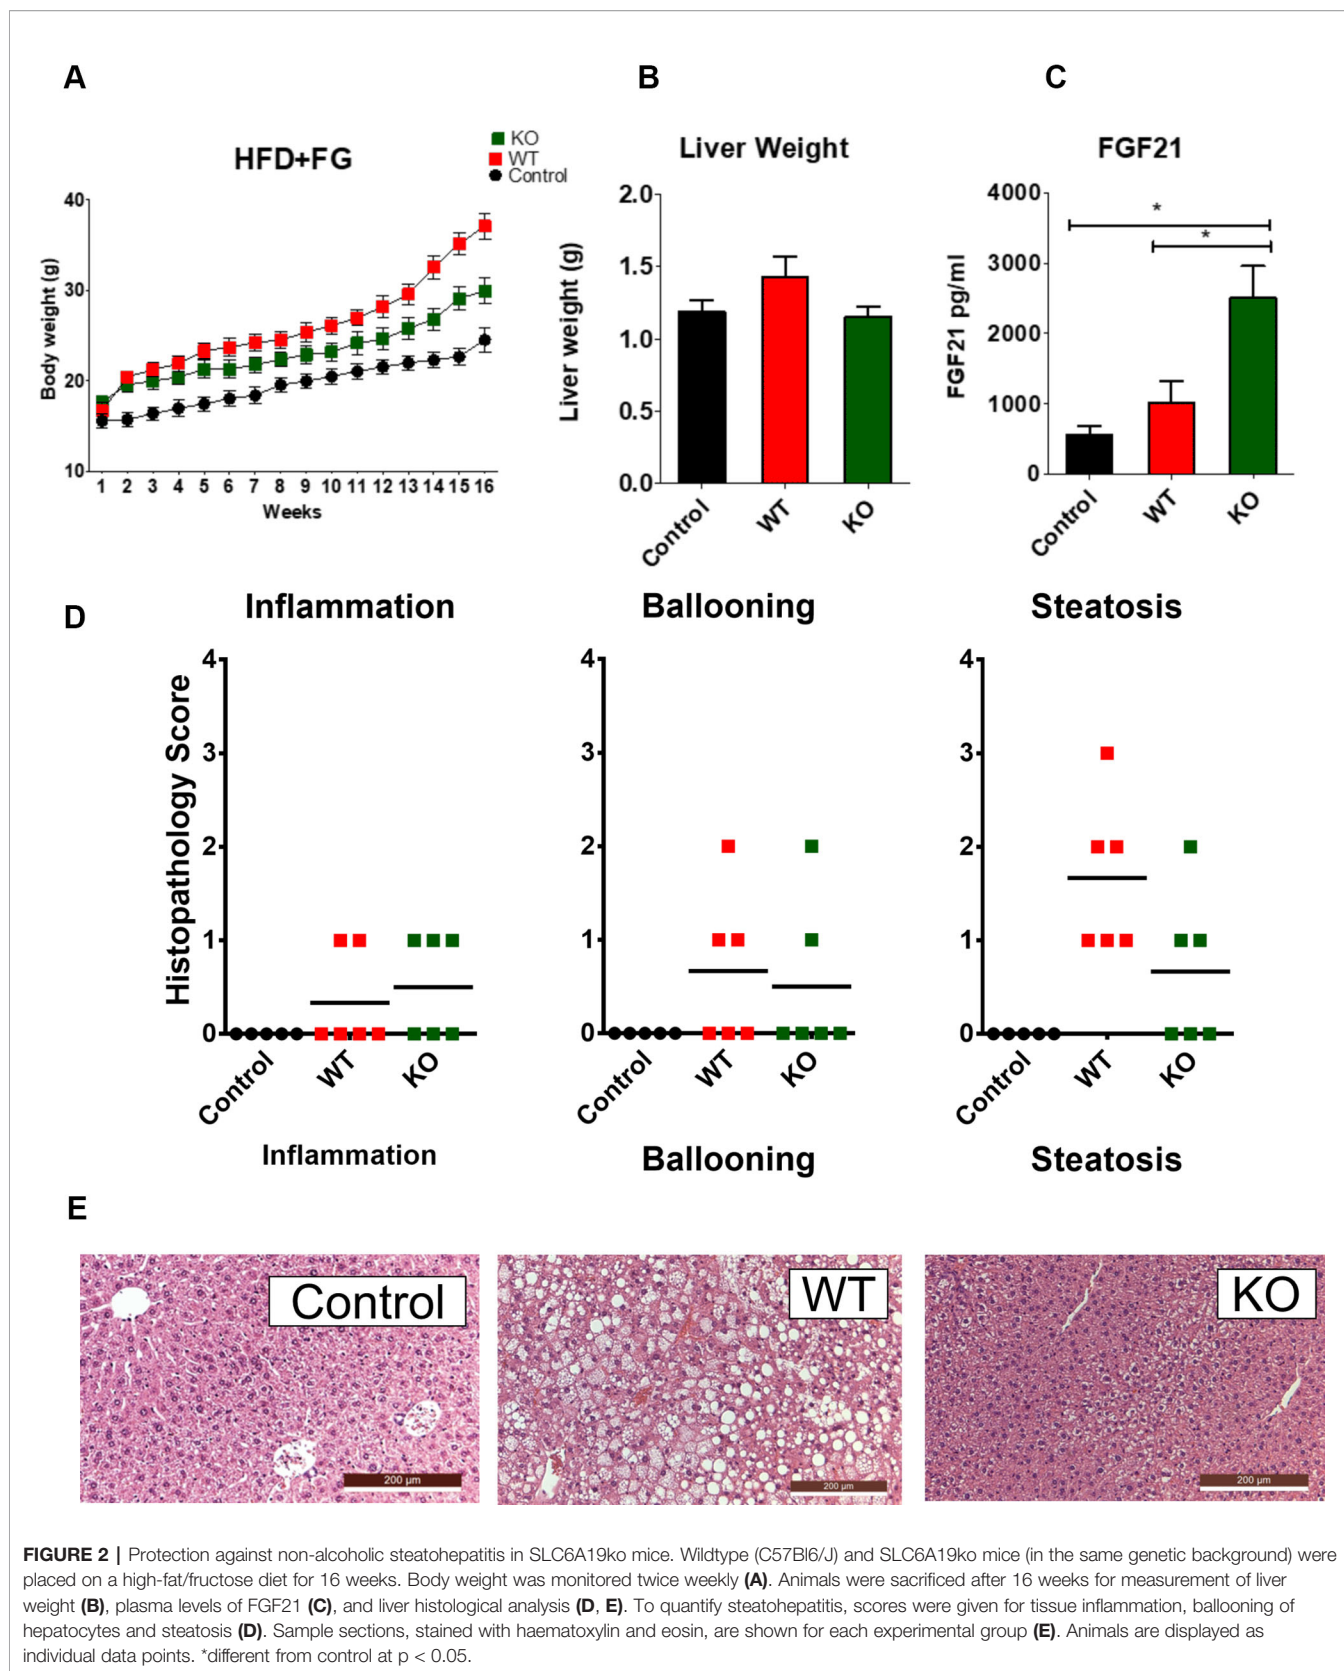 A
B
C
HFD+FG
KO
WT
Control
Body weight (g)
40
30
20
10
1 2 3 4 5 6 7 8 9 10 11 12 13 14 15 16
Weeks
Liver Weight
Liver weight (g)
2.0
1.5
1.0
0.5
0.0
Control WT KO
FGF21
FGF21 pg/ml
4000
3000
2000
1000
0
*
*
Control WT KO
D
Inflammation
Histopathology Score
4
3
2
1
0
Control WT KO
Inflammation
Ballooning
4
3
2
1
0
Control WT KO
Ballooning
Steatosis
4
3
2
1
0
Control WT KO
Steatosis
E
Control
200 µm
WT
200 µm
KO
200 µm
FIGURE 2 | Protection against non-alcoholic steatohepatitis in SLC6A19ko mice. Wildtype (C57Bl6/J) and SLC6A19ko mice (in the same genetic background) were
placed on a high-fat/fructose diet for 16 weeks. Body weight was monitored twice weekly (A). Animals were sacrificed after 16 weeks for measurement of liver
weight (B), plasma levels of FGF21 (C), and liver histological analysis (D, E). To quantify steatohepatitis, scores were given for tissue inflammation, ballooning of
hepatocytes and steatosis (D). Sample sections, stained with haematoxylin and eosin, are shown for each experimental group (E). Animals are displayed as
individual data points. *different from control at p < 0.05.